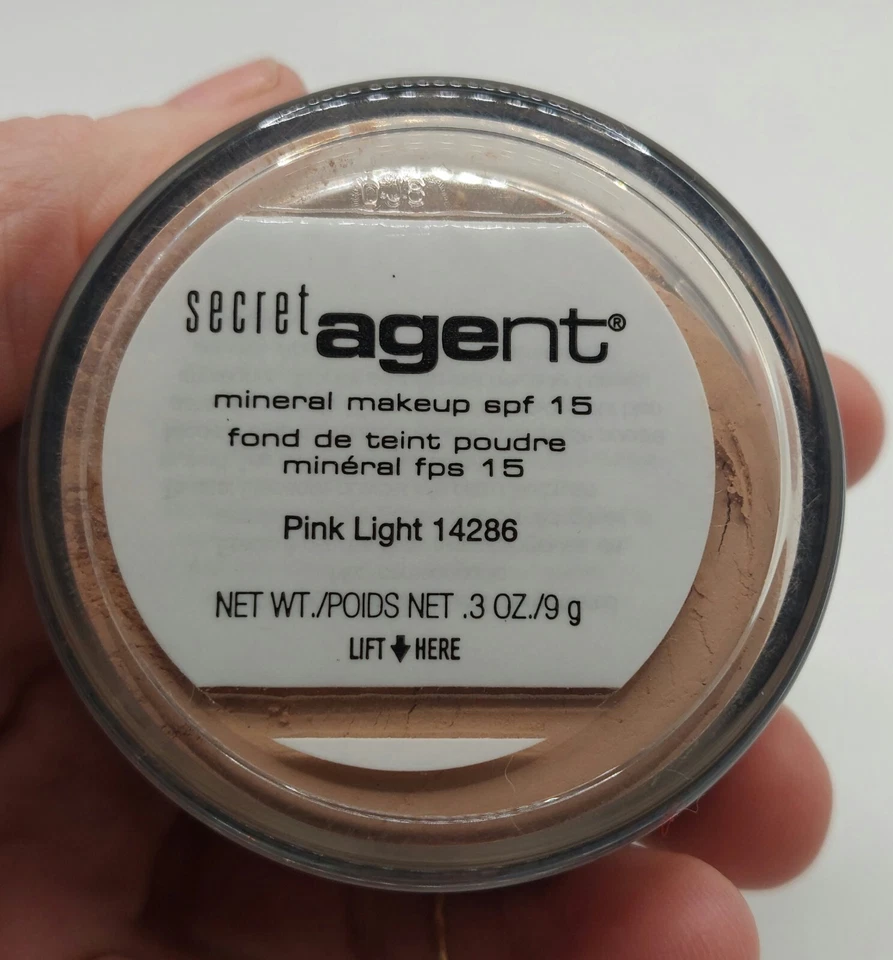 secret agent®
mineral makeup spf 15
fond de teint poudre
minéral fps 15
Pink Light 14286
NET WT./POIDS NET .3 OZ./9 g
LIFT ⬇ HERE